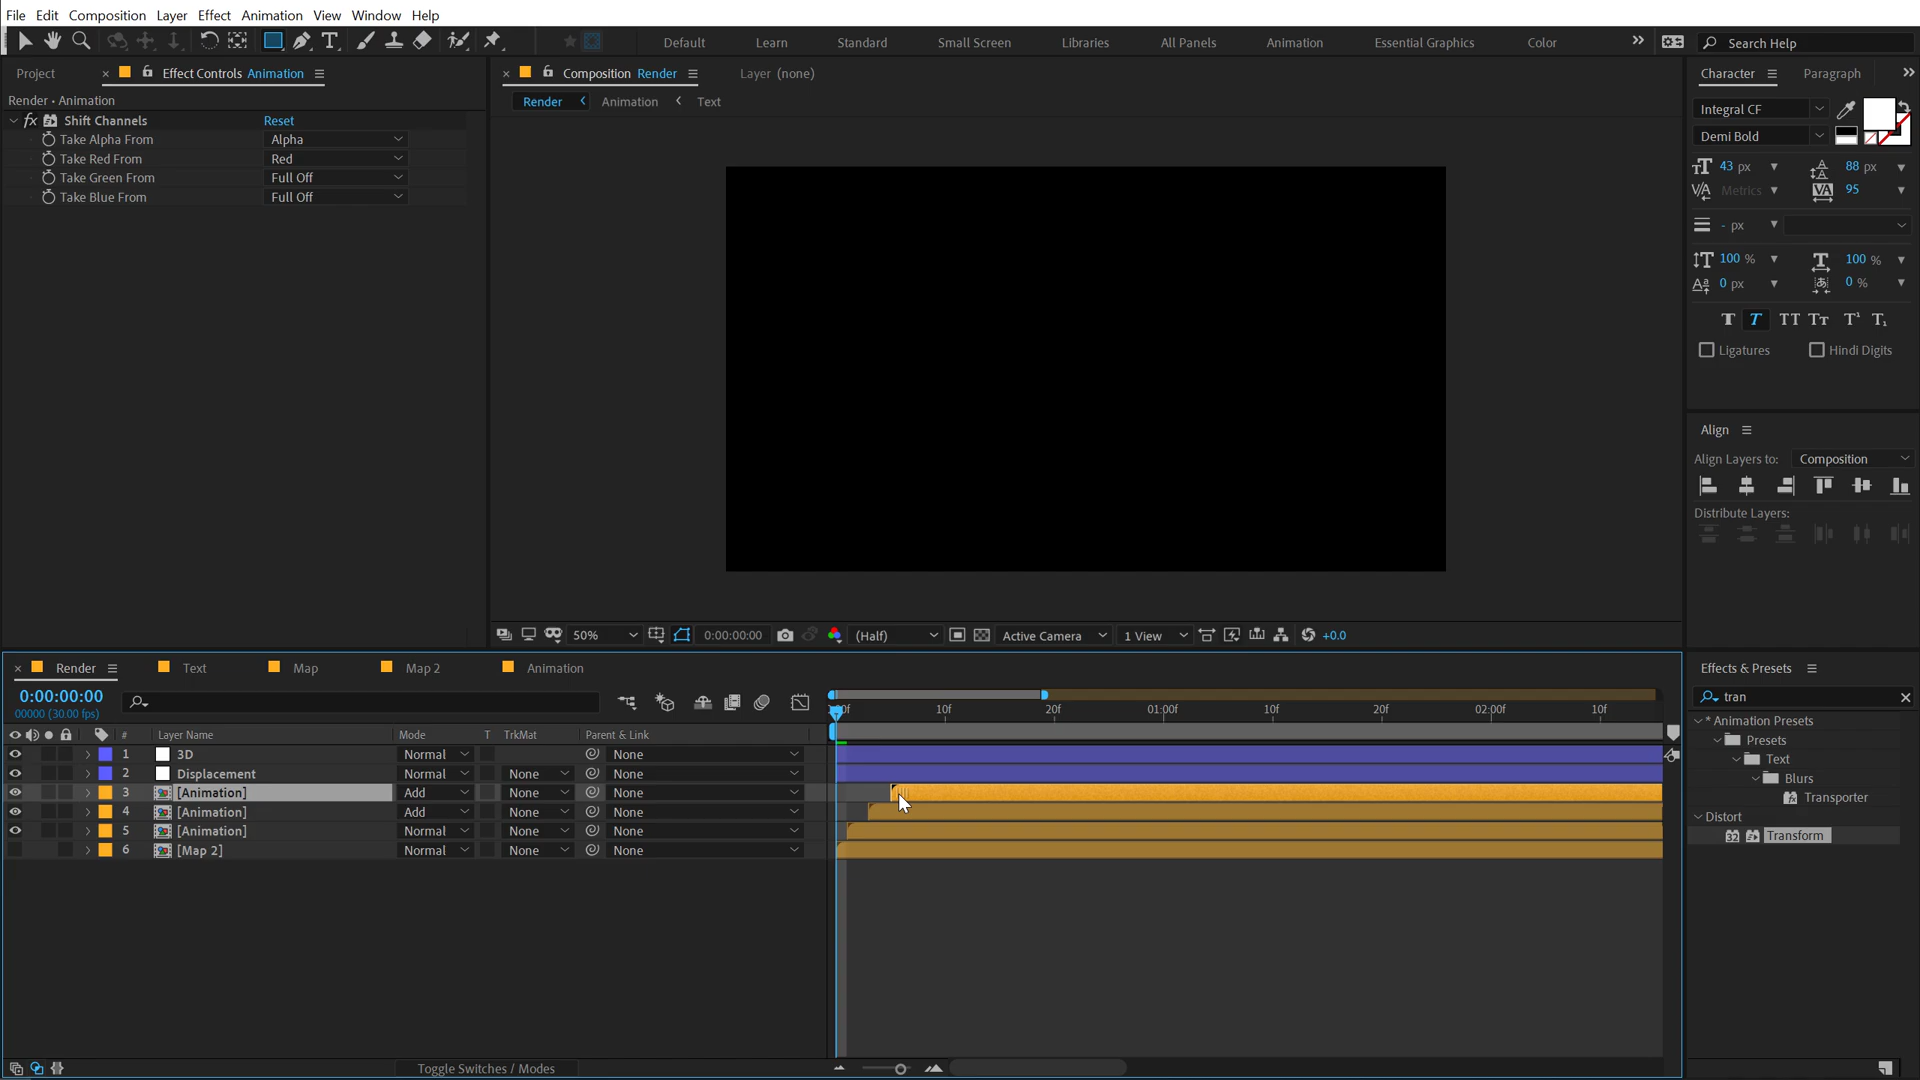 File Edit Composition Layer Effect Animation View Window Help
Default Learn Standard Small Screen Libraries All Panels Animation Essential Graphics Color Search Help
Project Effect Controls Animation
Composition Render Layer (none)
Character Paragraph
Render • Animation
Render Animation Text
fx Shift Channels Reset
Take Alpha From Alpha
Take Red From Red
Take Green From Full Off
Take Blue From Full Off
Integral CF
Demi Bold
43 px 88 px
Metrics 95
- px
100 % 100 %
0 px 0 %
Ligatures Hindi Digits
Align
Align Layers to: Composition
Distribute Layers:
50% 0:00:00:00 (Half) Active Camera 1 View +0.0
Render Text Map Map 2 Animation
0:00:00:00
00000 (30.00 fps)
:00f 10f 20f 01:00f 10f 20f 02:00f 10f
# Layer Name Mode T TrkMat Parent & Link
1 3D Normal None
2 Displacement Normal None None
3 [Animation] Add None None
4 [Animation] Add None None
5 [Animation] Normal None None
6 [Map 2] Normal None None
Toggle Switches / Modes
Effects & Presets
tran
* Animation Presets
Presets
Text
Blurs
Transporter
Distort
32 Transform